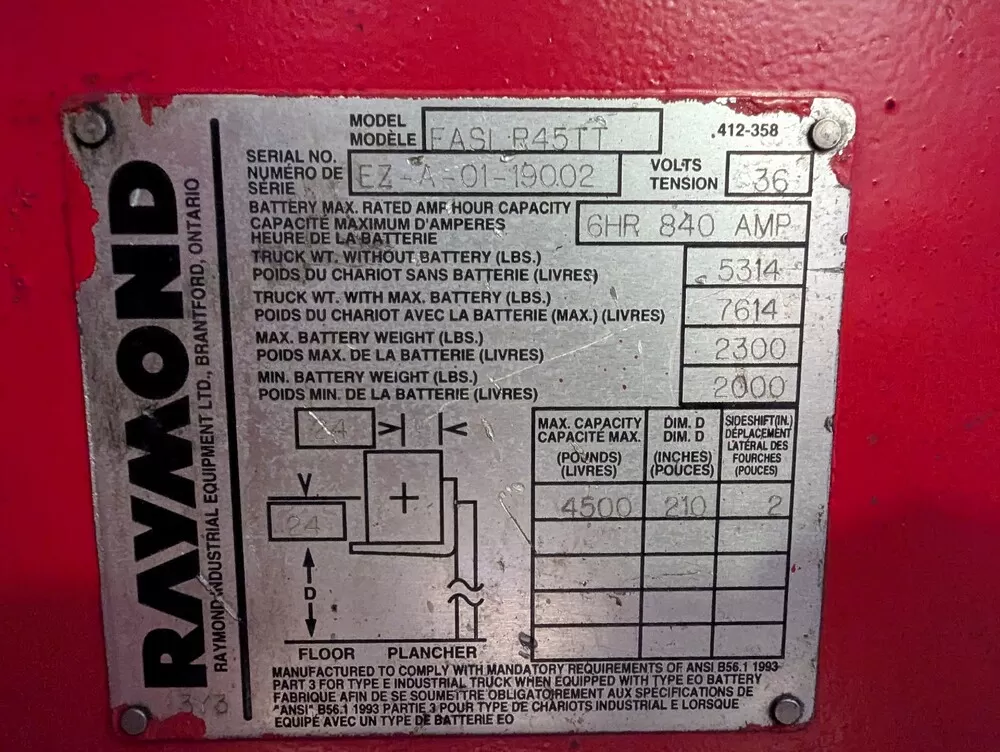 RAYMOND
RAYMOND INDUSTRIAL EQUIPMENT LTD., BRANTFORD, ONTARIO
MODEL
MODÈLE
EASI R45TT
.412-358
SERIAL NO.
NUMÉRO DE
SÉRIE
EZ-A-01-19002
VOLTS
TENSION
36
BATTERY MAX. RATED AMP HOUR CAPACITY
CAPACITÉ MAXIMUM D'AMPERES
HEURE DE LA BATTERIE
6HR 840 AMP
TRUCK WT. WITHOUT BATTERY (LBS.)
POIDS DU CHARIOT SANS BATTERIE (LIVRES)
5314
TRUCK WT. WITH MAX. BATTERY (LBS.)
POIDS DU CHARIOT AVEC LA BATTERIE (MAX.) (LIVRES)
7614
MAX. BATTERY WEIGHT (LBS.)
POIDS MAX. DE LA BATTERIE (LIVRES)
2300
MIN. BATTERY WEIGHT (LBS.)
POIDS MIN. DE LA BATTERIE (LIVRES)
2000
24
24
D
FLOOR PLANCHER
MAX. CAPACITY
CAPACITÉ MAX.
(POUNDS)
(LIVRES)
DIM. D
DIM. D
(INCHES)
(POUCES)
SIDESHIFT(IN.)
DÉPLACEMENT
LATÉRAL DES
FOURCHES
(POUCES)
4500 210 2
MANUFACTURED TO COMPLY WITH MANDATORY REQUIREMENTS OF ANSI B56.1 1993
PART 3 FOR TYPE E INDUSTRIAL TRUCK WHEN EQUIPPED WITH TYPE EO BATTERY
FABRIQUE AFIN DE SE SOUMETTRE OBLIGATOIREMENT AUX SPÉCIFICATIONS DE
"ANSI" B56.1 1993 PARTIE 3 POUR TYPE DE CHARIOTS INDUSTRIAL E LORSQUE
EQUIPÉ AVEC UN TYPE DE BATTERIE EO